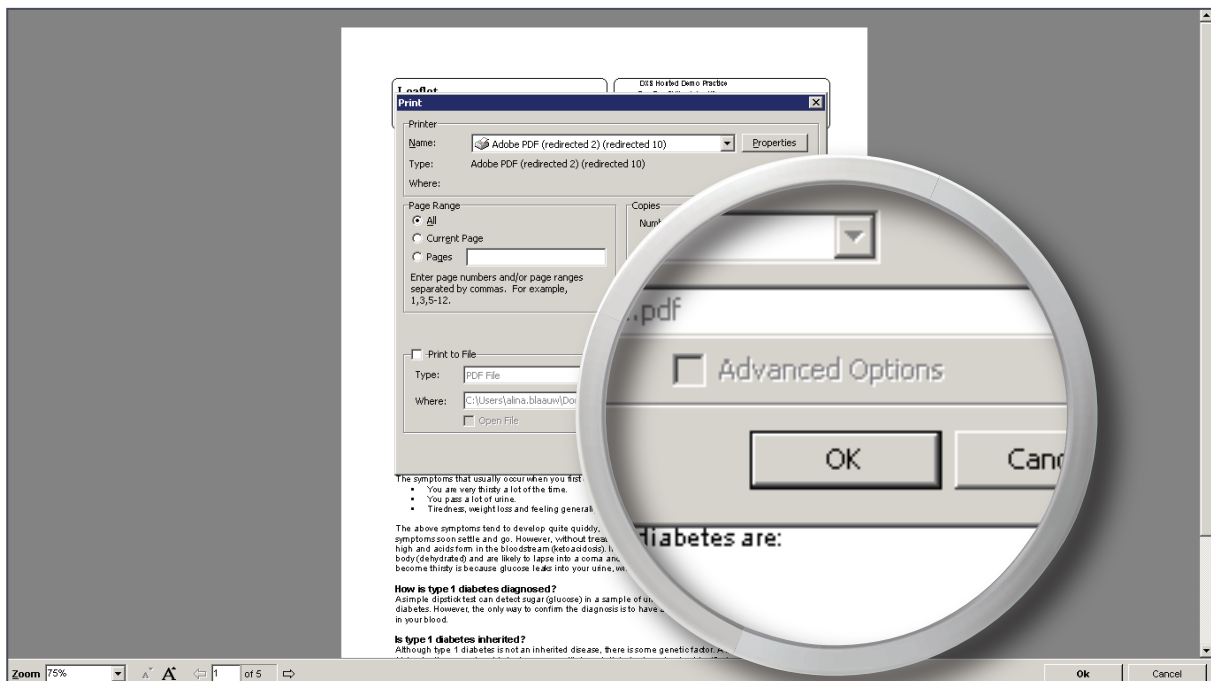 Leaflet
DXS Hosted Demo Practice
Print
Printer
Name: Adobe PDF (redirected 2) (redirected 10) Properties
Type: Adobe PDF (redirected 2) (redirected 10)
Where:
Page Range
All
Current Page
Pages
Enter page numbers and/or page ranges
separated by commas. For example,
1,3,5-12.
Copies
Print to File
Type: PDF File
Where: C:\Users\alina.blaauw\Do
Open File
..pdf
Advanced Options
OK
diabetes are:
The symptoms that usually occur when you first
• You are very thirsty a lot of the time.
• You pass a lot of urine.
• Tiredness, weight loss and feeling
The above symptoms tend to develop quite quickly,
symptoms soon settle and go. However, without
high and acids form in the bloodstream (ketoacidosis).
body (dehydrated) and are likely to lapse into a coma
become thirsty is because glucose leaks into your urine,
How is type 1 diabetes diagnosed?
A simple dipstick test can detect sugar (glucose) in a sample of
diabetes. However, the only way to confirm the diagnosis is to have
in your blood.
Is type 1 diabetes inherited?
Although type 1 diabetes is not an inherited disease, there is some genetic factor. A
Zoom 75% A A 1 of 5 Ok Cancel